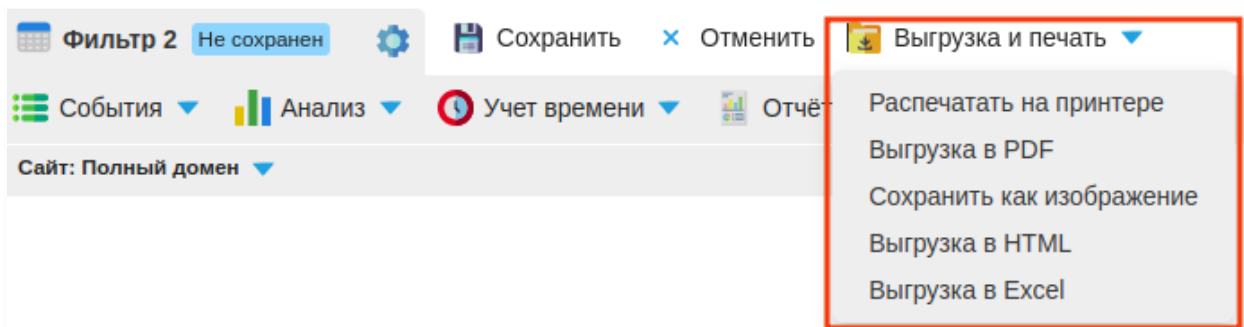 Фильтр 2 Не сохранен Сохранить Отменить Выгрузка и печать
События Анализ Учет времени Отчёт
Сайт: Полный домен
Распечатать на принтере
Выгрузка в PDF
Сохранить как изображение
Выгрузка в HTML
Выгрузка в Excel